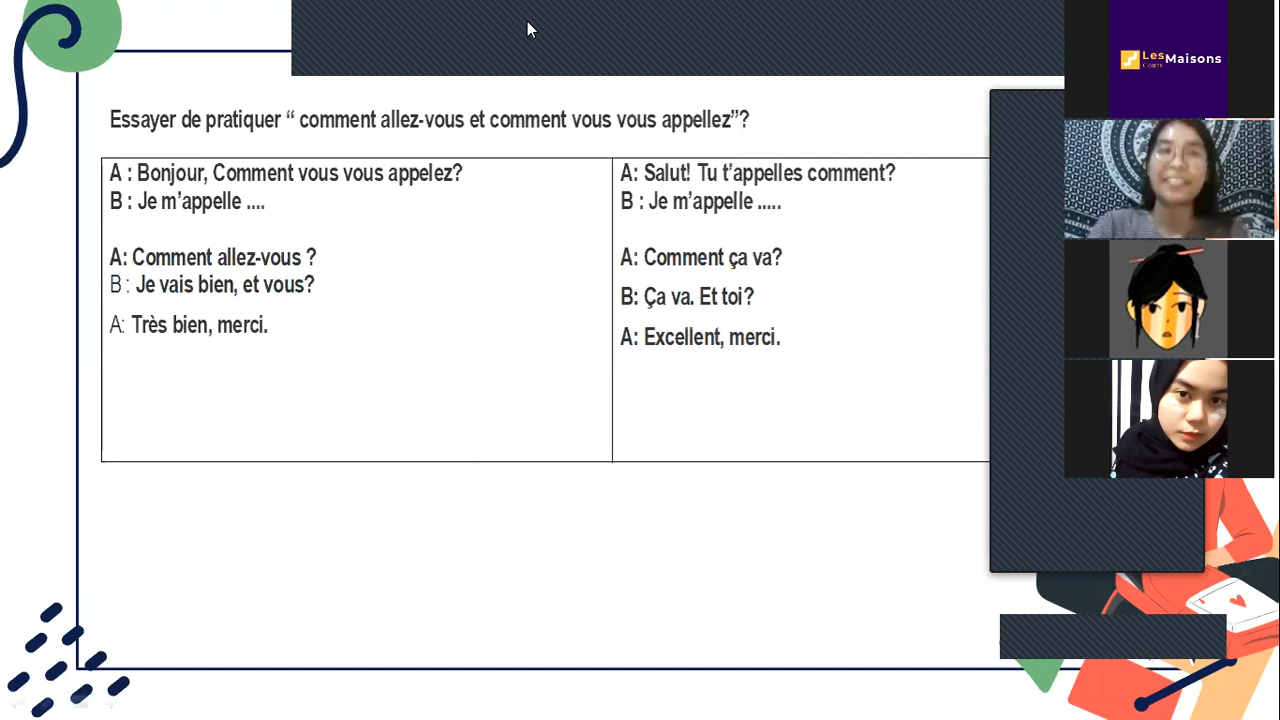 Essayer de pratiquer “ comment allez-vous et comment vous vous appellez”?
A : Bonjour, Comment vous vous appelez?
B : Je m’appelle ....
A: Comment allez-vous ?
B : Je vais bien, et vous?
A: Très bien, merci.
A: Salut! Tu t’appelles comment?
B : Je m’appelle .....
A: Comment ça va?
B: Ça va. Et toi?
A: Excellent, merci.
Les Maisons
Cours